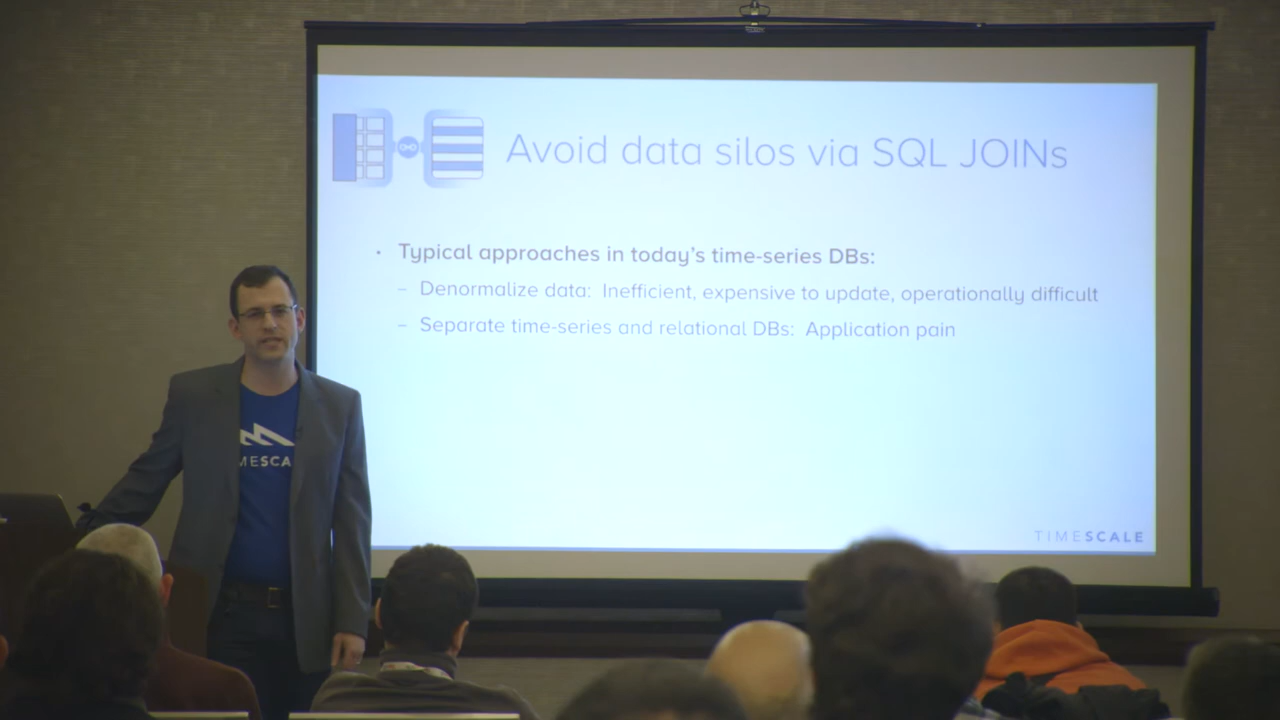 Avoid data silos via SQL JOINs
• Typical approaches in today's time-series DBs:
– Denormalize data: Inefficient, expensive to update, operationally difficult
– Separate time-series and relational DBs: Application pain
MESCA
TIMESCALE